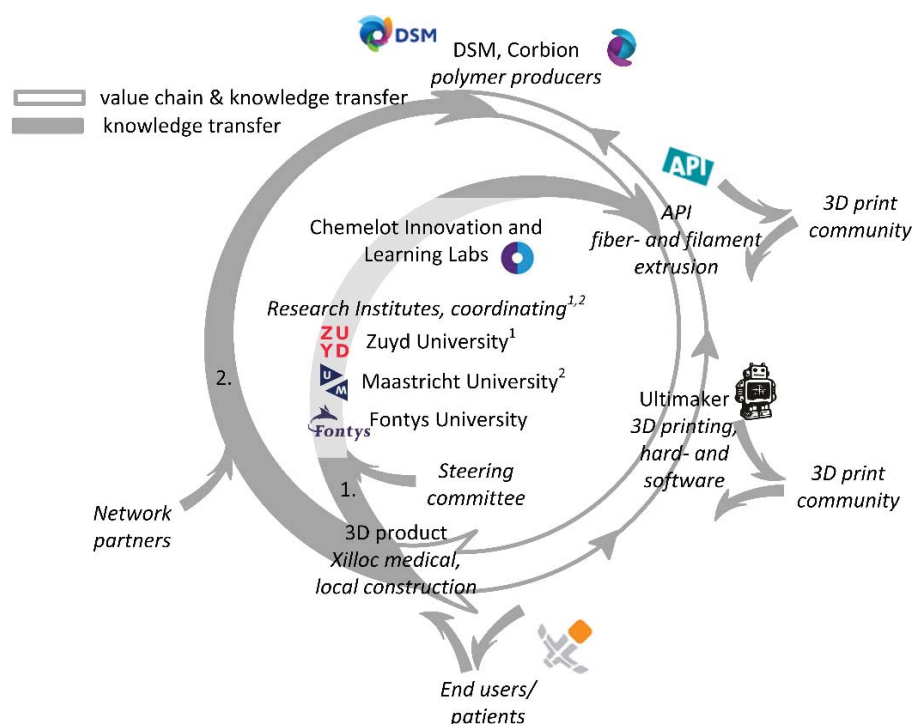 DSM
DSM, Corbion
polymer producers
value chain & knowledge transfer
knowledge transfer
API
3D print
community
API
fiber- and filament
extrusion
Chemelot Innovation and
Learning Labs
Research Institutes, coordinating1,2
ZU
YD
Zuyd University1
UM
Maastricht University2
Fontys
Fontys University
2.
Ultimaker
3D printing,
hard- and
software
3D print
community
1.
Steering
committee
Network
partners
3D product
Xilloc medical,
local construction
End users/
patients